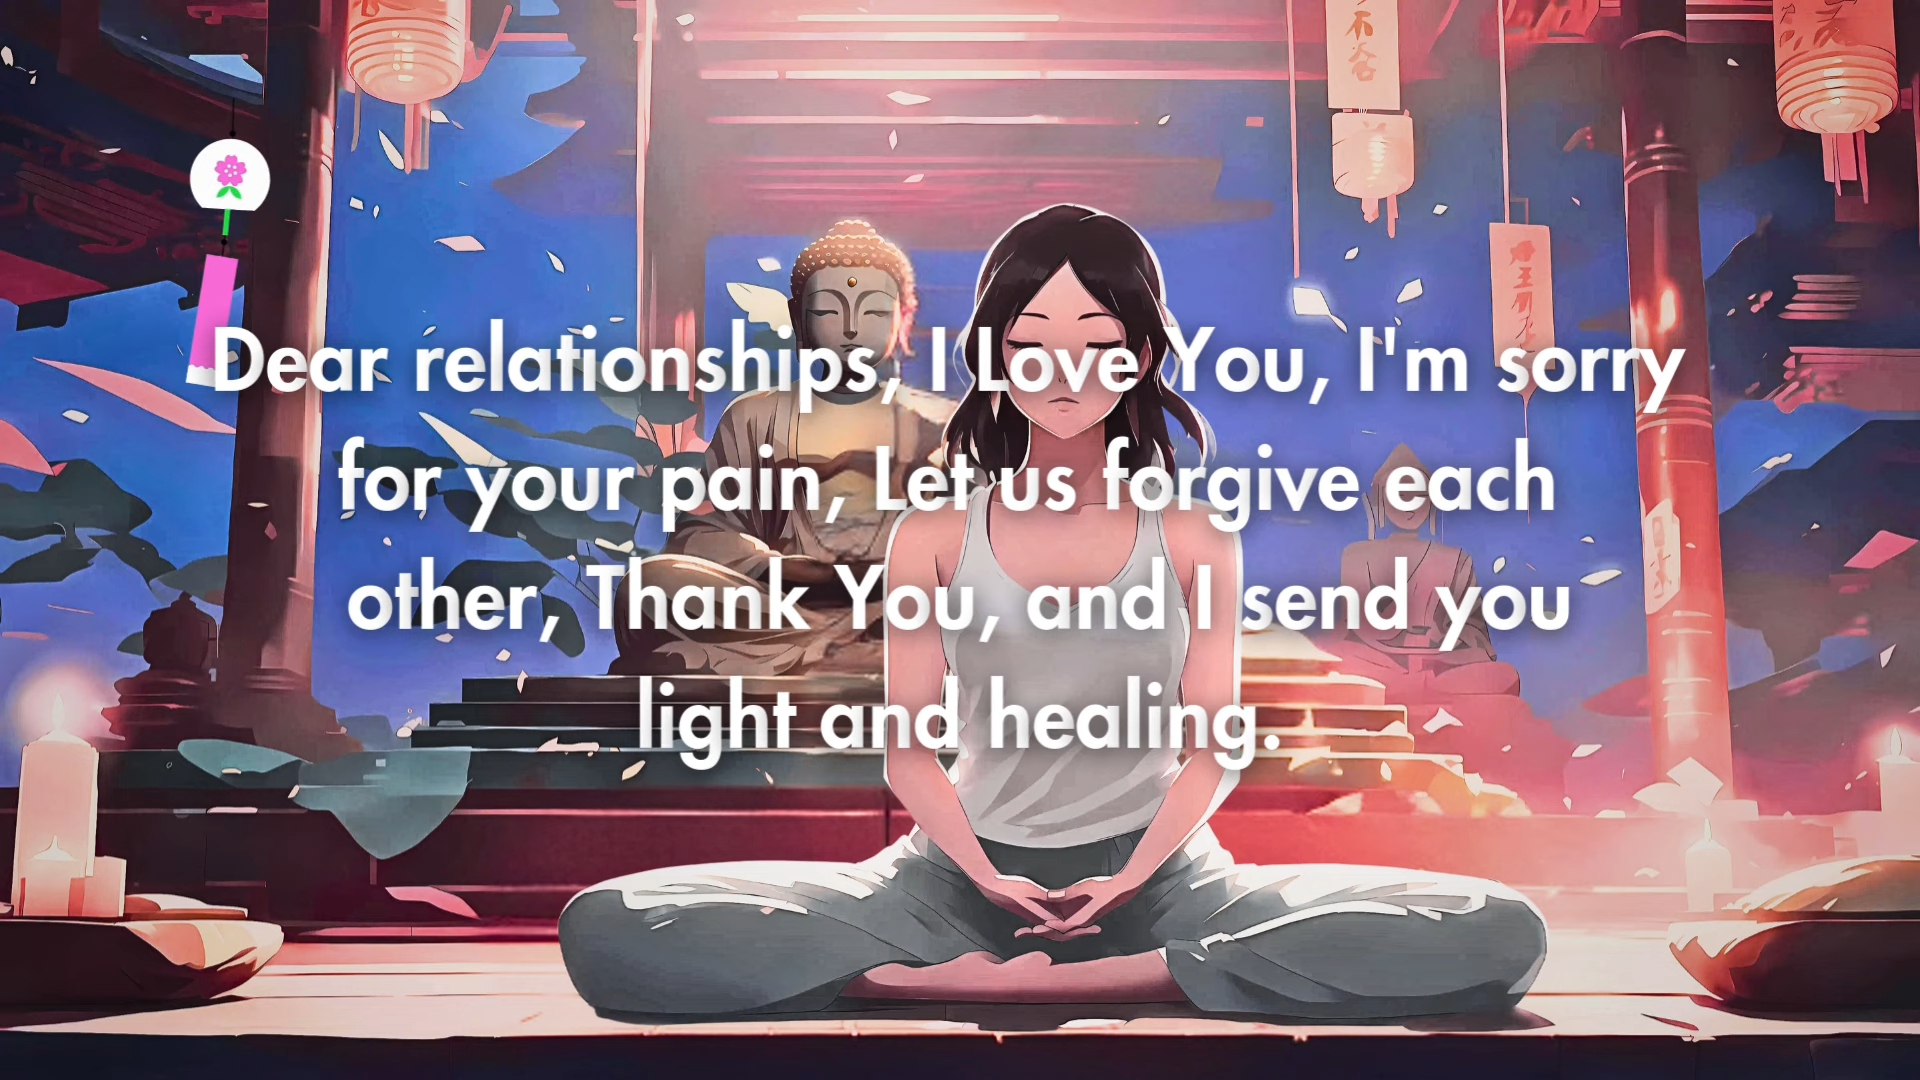 Dear relationships, I Love You, I'm sorry
for your pain, Let us forgive each
other, Thank You, and I send you
light and healing.